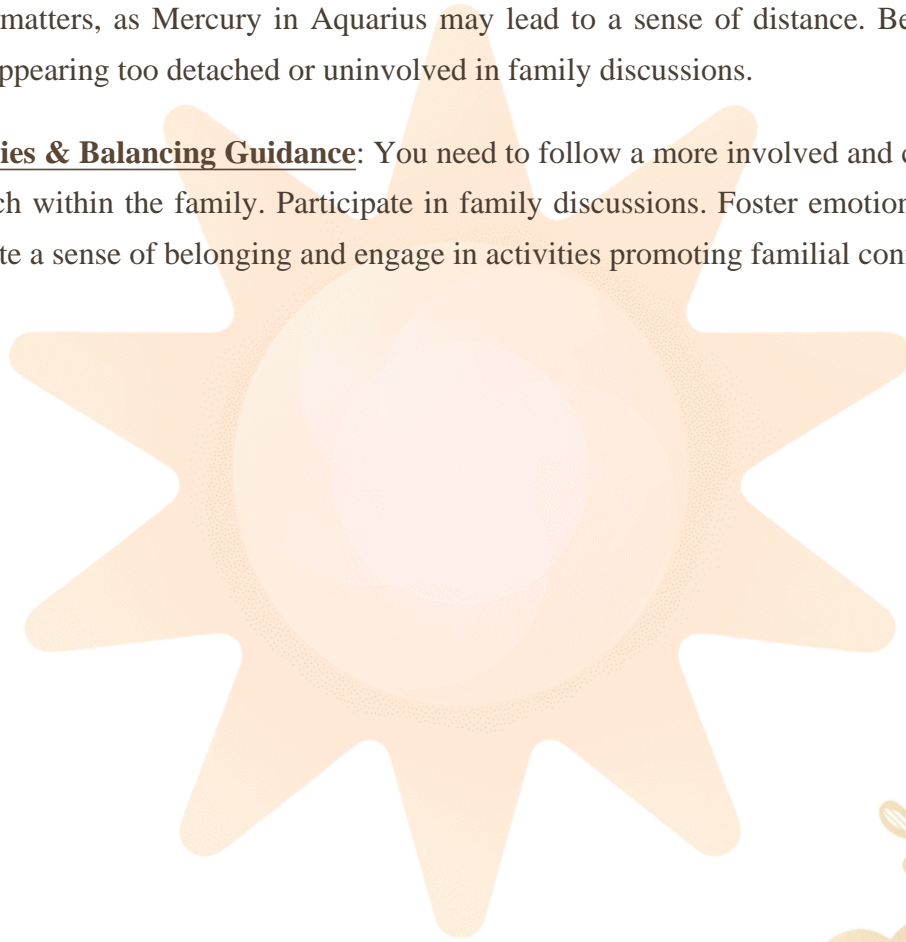 matters, as Mercury in Aquarius may lead to a sense of distance. Be
ppearing too detached or uninvolved in family discussions.
ies & Balancing Guidance: You need to follow a more involved and c
ch within the family. Participate in family discussions. Foster emotion
te a sense of belonging and engage in activities promoting familial con